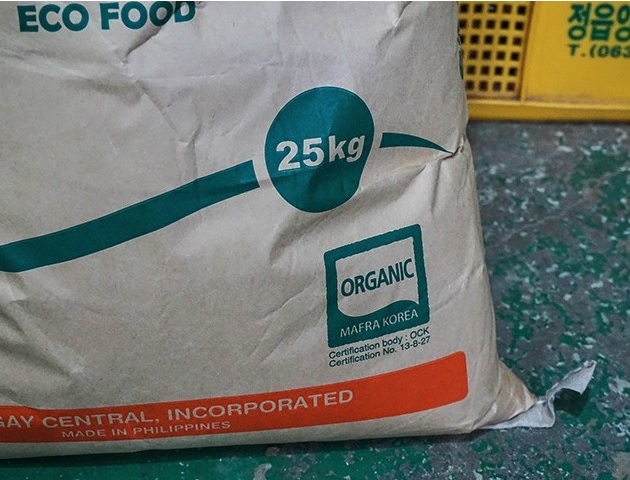 ECO FOOD
25kg
ORGANIC
MAFRA KOREA
Certification body : OCK
Certification No. 13-8-27
CENTRAL, INCORPORATED
MADE IN PHILIPPINES
정읍
T.(063